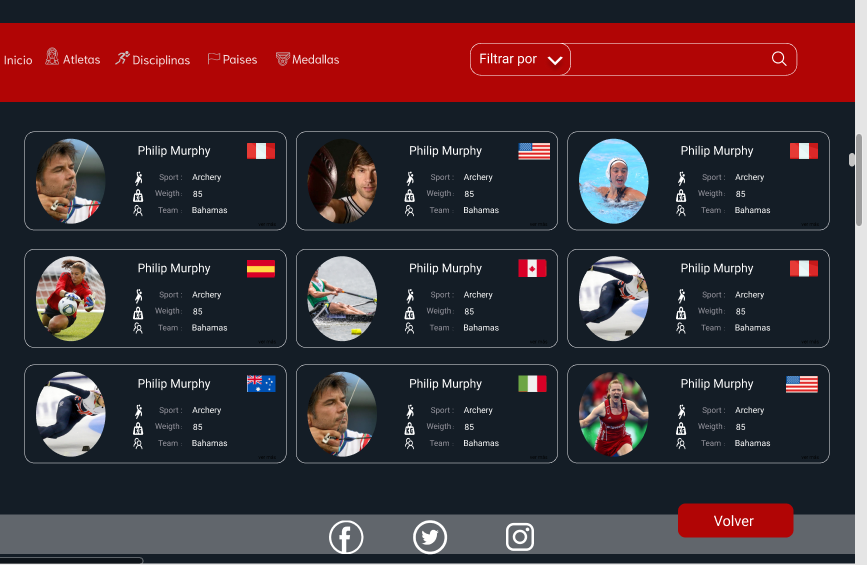 Inicio Atletas Disciplinas Paises Medallas Filtrar por
Philip Murphy
Sport : Archery
Weigth : 85
Team : Bahamas
Philip Murphy
Sport : Archery
Weigth : 85
Team : Bahamas
Philip Murphy
Sport : Archery
Weigth : 85
Team : Bahamas
Philip Murphy
Sport : Archery
Weigth : 85
Team : Bahamas
Philip Murphy
Sport : Archery
Weigth : 85
Team : Bahamas
Philip Murphy
Sport : Archery
Weigth : 85
Team : Bahamas
Philip Murphy
Sport : Archery
Weigth : 85
Team : Bahamas
Philip Murphy
Sport : Archery
Weigth : 85
Team : Bahamas
Philip Murphy
Sport : Archery
Weigth : 85
Team : Bahamas
Volver